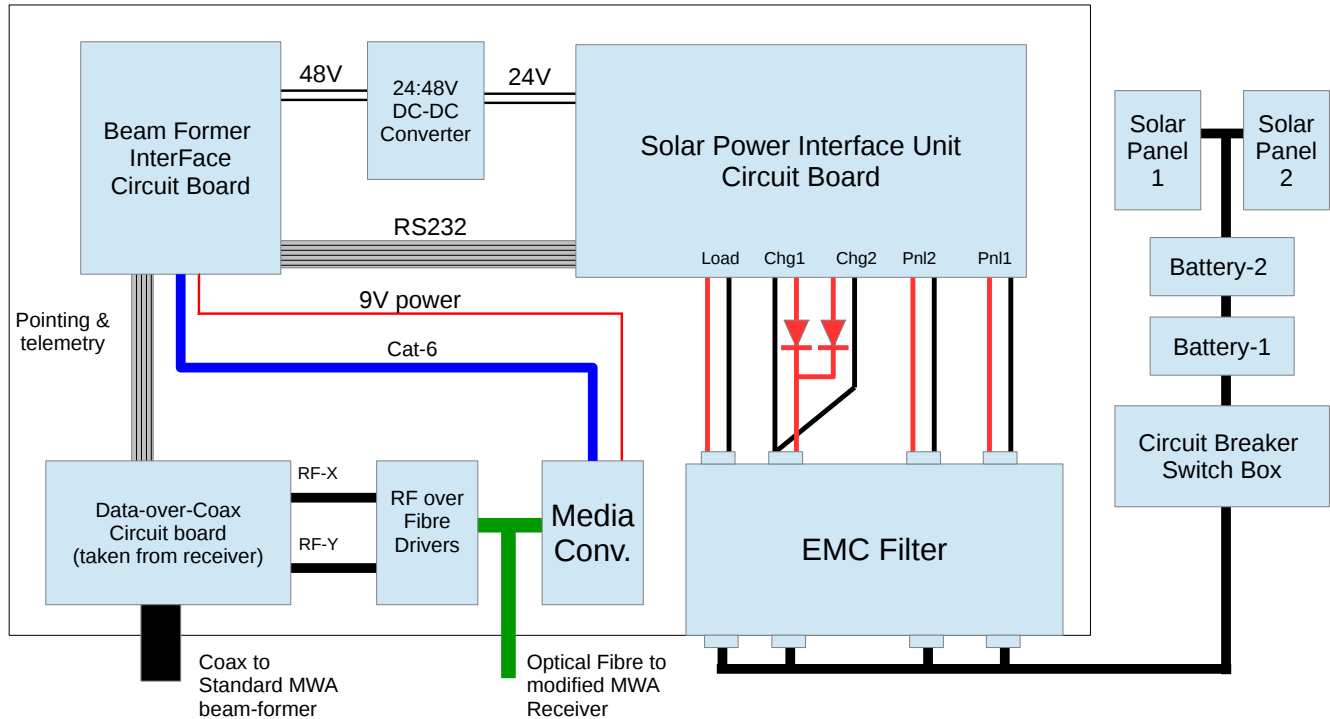 48V
24:48V
DC-DC
Converter
24V
Beam Former
InterFace
Circuit Board
Solar Power Interface Unit
Circuit Board
Solar
Panel
1
Solar
Panel
2
RS232
Load
Chg1
Chg2
Pnl2
Pnl1
Battery-2
Battery-1
9V power
Pointing &
telemetry
Cat-6
Circuit Breaker
Switch Box
RF-X
RF-Y
Data-over-Coax
Circuit board
(taken from receiver)
RF over
Fibre
Drivers
Media
Conv.
EMC Filter
Coax to
Standard MWA
beam-former
Optical Fibre to
modified MWA
Receiver